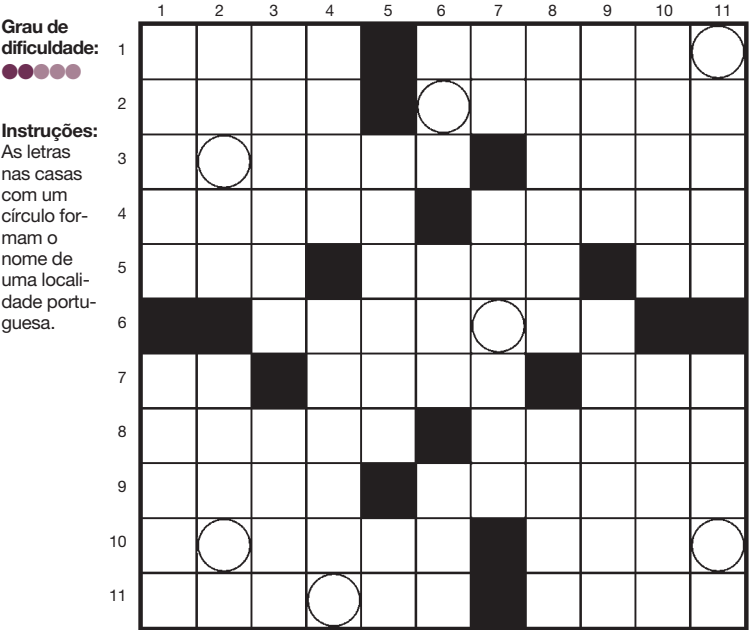 Grau de
dificuldade:
Instruções:
As letras
nas casas
com um
círculo for-
mam o
nome de
uma locali-
dade portu-
guesa.
1 2 3 4 5 6 7 8 9 10 11
1
2
3
4
5
6
7
8
9
10
11